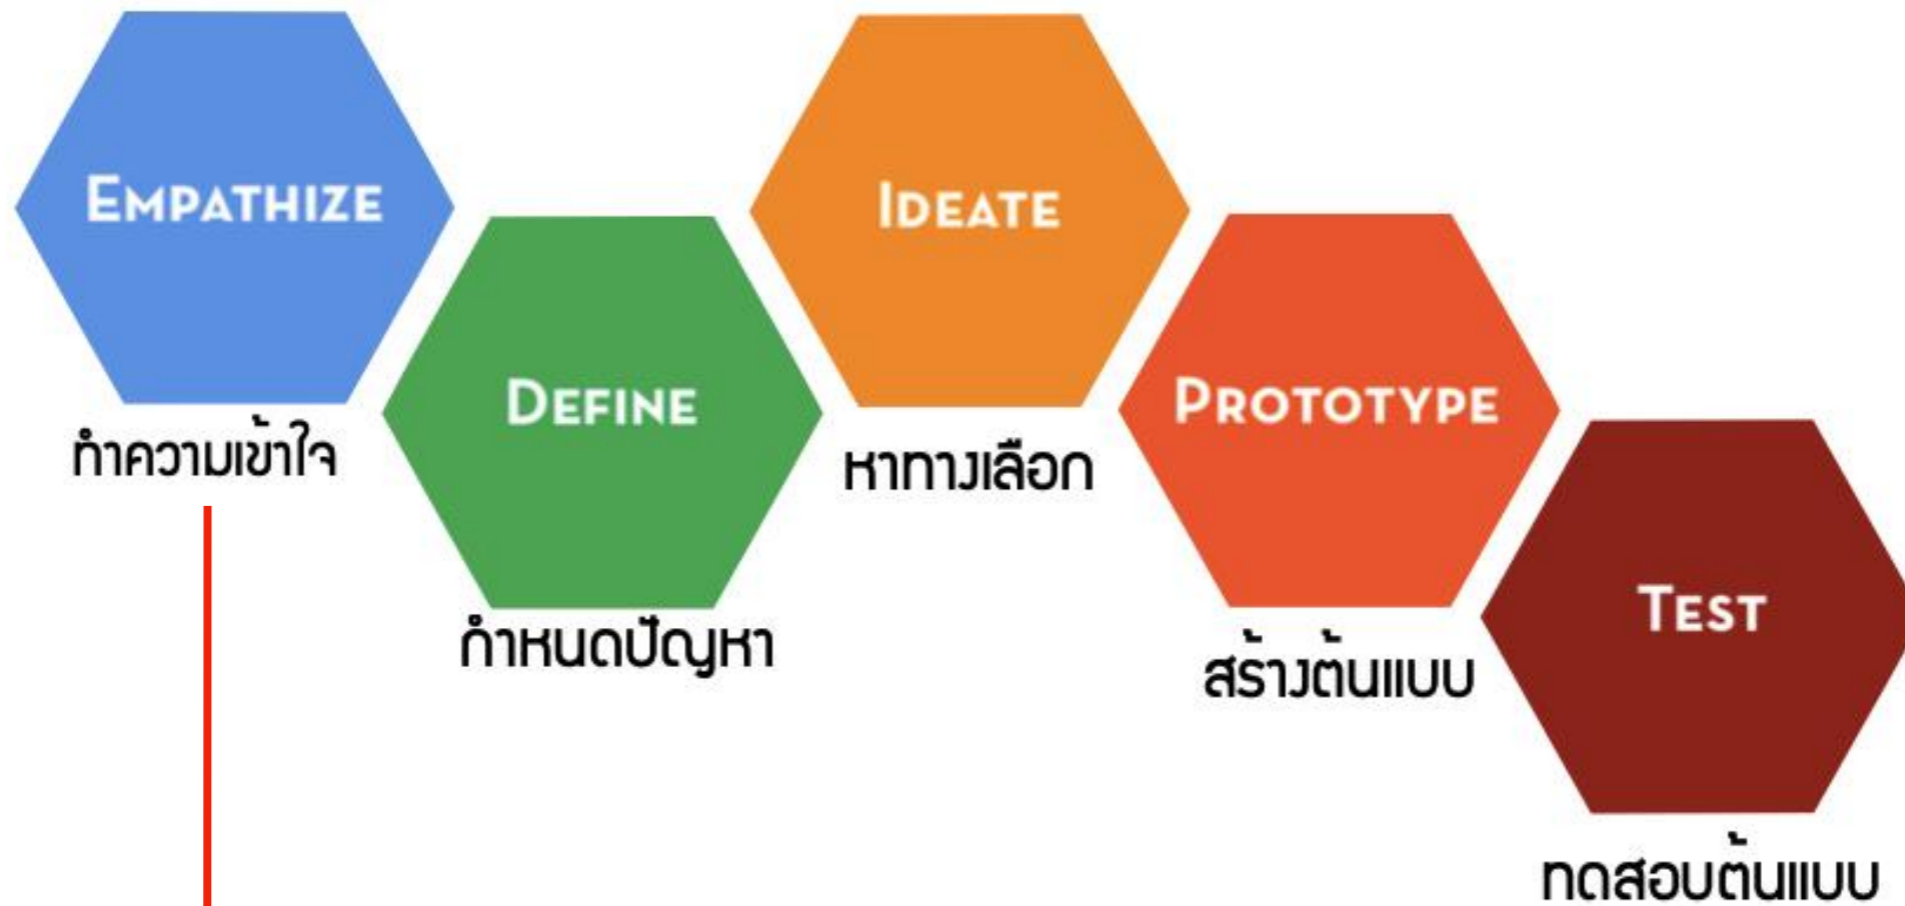 EMPATHIZE
ทำความเข้าใจ
DEFINE
กำหนดปัญหา
IDEATE
หาทางเลือก
PROTOTYPE
สร้างต้นแบบ
TEST
ทดสอบต้นแบบ